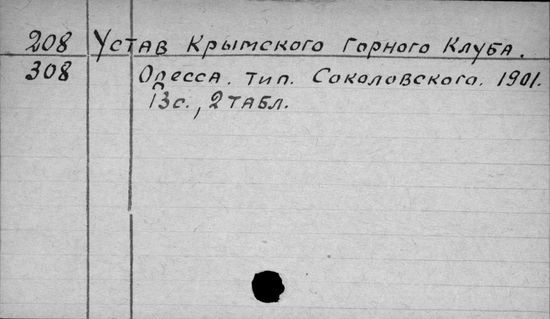 208 Устав Крымского Горного Клуба.
308 Одесса. тип. Соколовского. 1901.
13с., 2 табл.